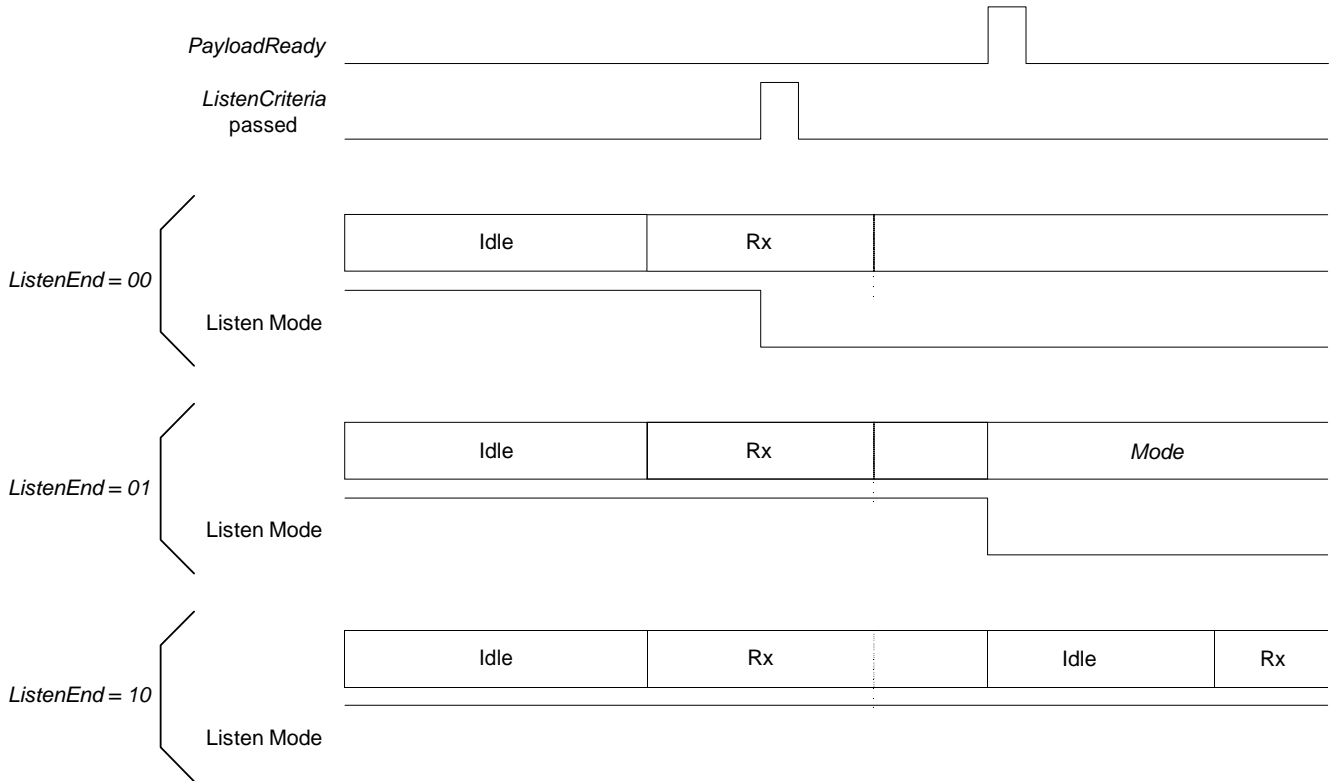 PayloadReady
ListenCriteria
passed
Idle
Rx
ListenEnd = 00
Listen Mode
Idle
Rx
Mode
ListenEnd = 01
Listen Mode
Idle
Rx
Idle
Rx
ListenEnd = 10
Listen Mode